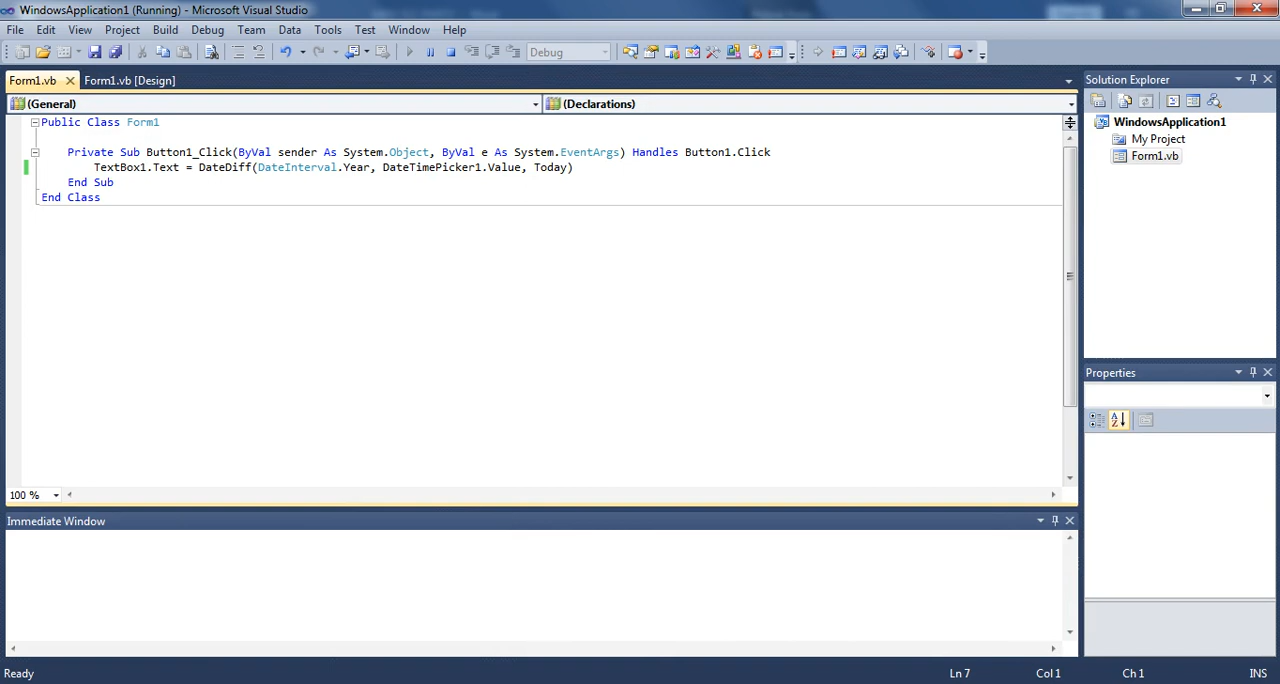 WindowsApplication1 (Running) - Microsoft Visual Studio
File Edit View Project Build Debug Team Data Tools Test Window Help
Debug
Form1.vb Form1.vb [Design]
(General) (Declarations)
Public Class Form1
Private Sub Button1_Click(ByVal sender As System.Object, ByVal e As System.EventArgs) Handles Button1.Click
TextBox1.Text = DateDiff(DateInterval.Year, DateTimePicker1.Value, Today)
End Sub
End Class
100 %
Immediate Window
Solution Explorer
WindowsApplication1
My Project
Form1.vb
Properties
Ready Ln 7 Col 1 Ch 1 INS